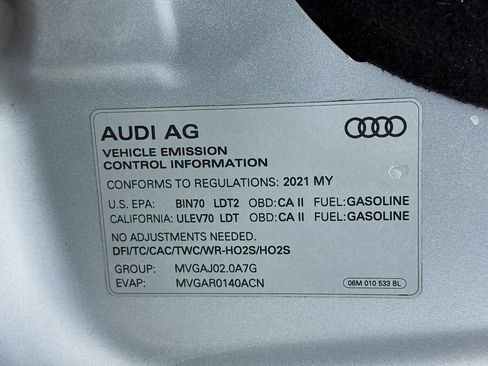 AUDI AG
VEHICLE EMISSION
CONTROL INFORMATION
CONFORMS TO REGULATIONS: 2021 MY
U.S. EPA: BIN70 LDT2 OBD:CA II FUEL:GASOLINE
CALIFORNIA: ULEV70 LDT OBD:CA II FUEL:GASOLINE
NO ADJUSTMENTS NEEDED.
DFI/TC/CAC/TWC/WR-HO2S/HO2S
GROUP: MVGAJ02.0A7G
EVAP: MVGAR0140ACN
06M 010 533 BL